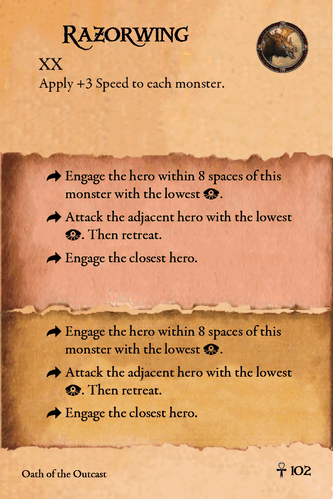 RAZORWING
XX
Apply +3 Speed to each monster.
Engage the hero within 8 spaces of this
monster with the lowest .
Attack the adjacent hero with the lowest
. Then retreat.
Engage the closest hero.
Engage the hero within 8 spaces of this
monster with the lowest .
Attack the adjacent hero with the lowest
. Then retreat.
Engage the closest hero.
Oath of the Outcast
102